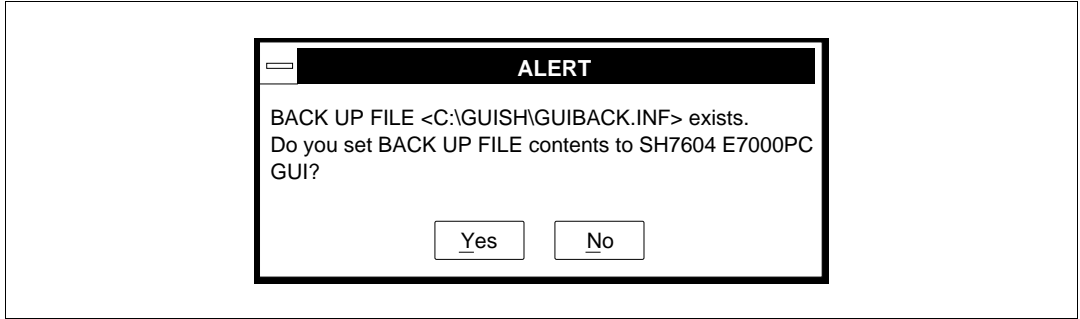 ALERT
BACK UP FILE <C:\GUISH\GUIBACK.INF> exists.
Do you set BACK UP FILE contents to SH7604 E7000PC
GUI?
Yes No